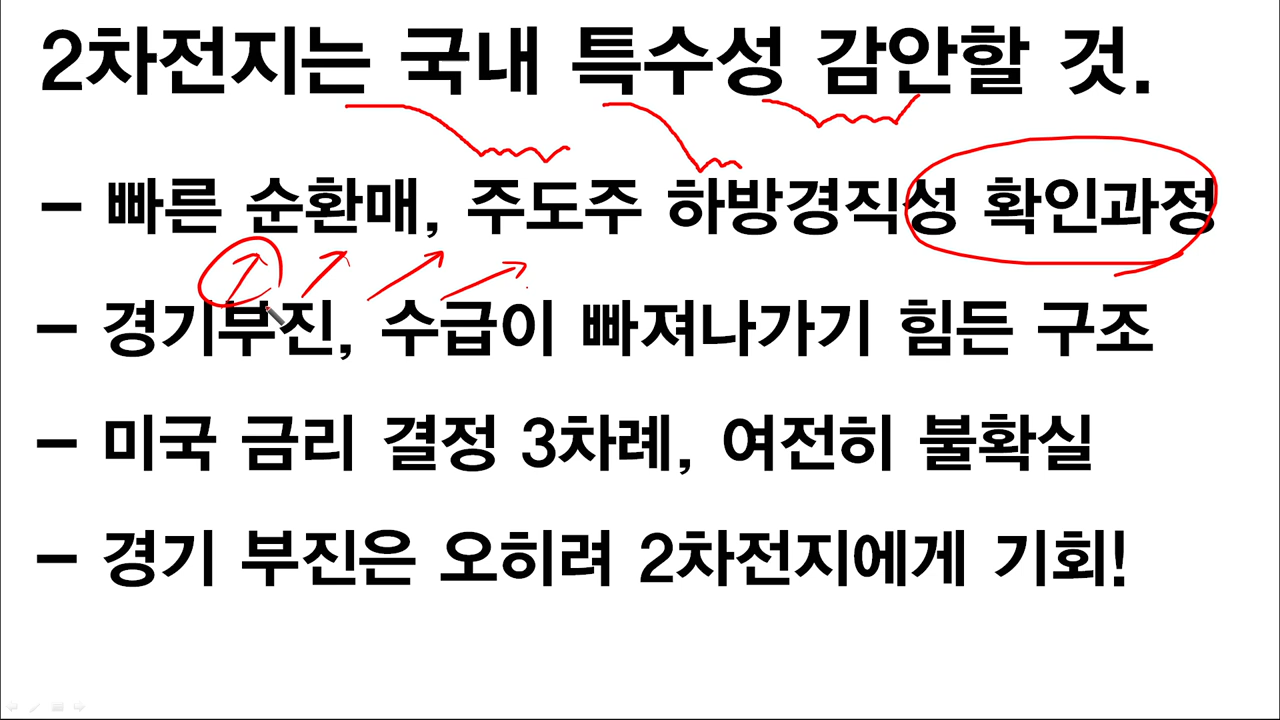 2차전지는 국내 특수성 감안할 것.
- 빠른 순환매, 주도주 하방경직성 확인과정
- 경기부진, 수급이 빠져나가기 힘든 구조
- 미국 금리 결정 3차례, 여전히 불확실
- 경기 부진은 오히려 2차전지에게 기회!